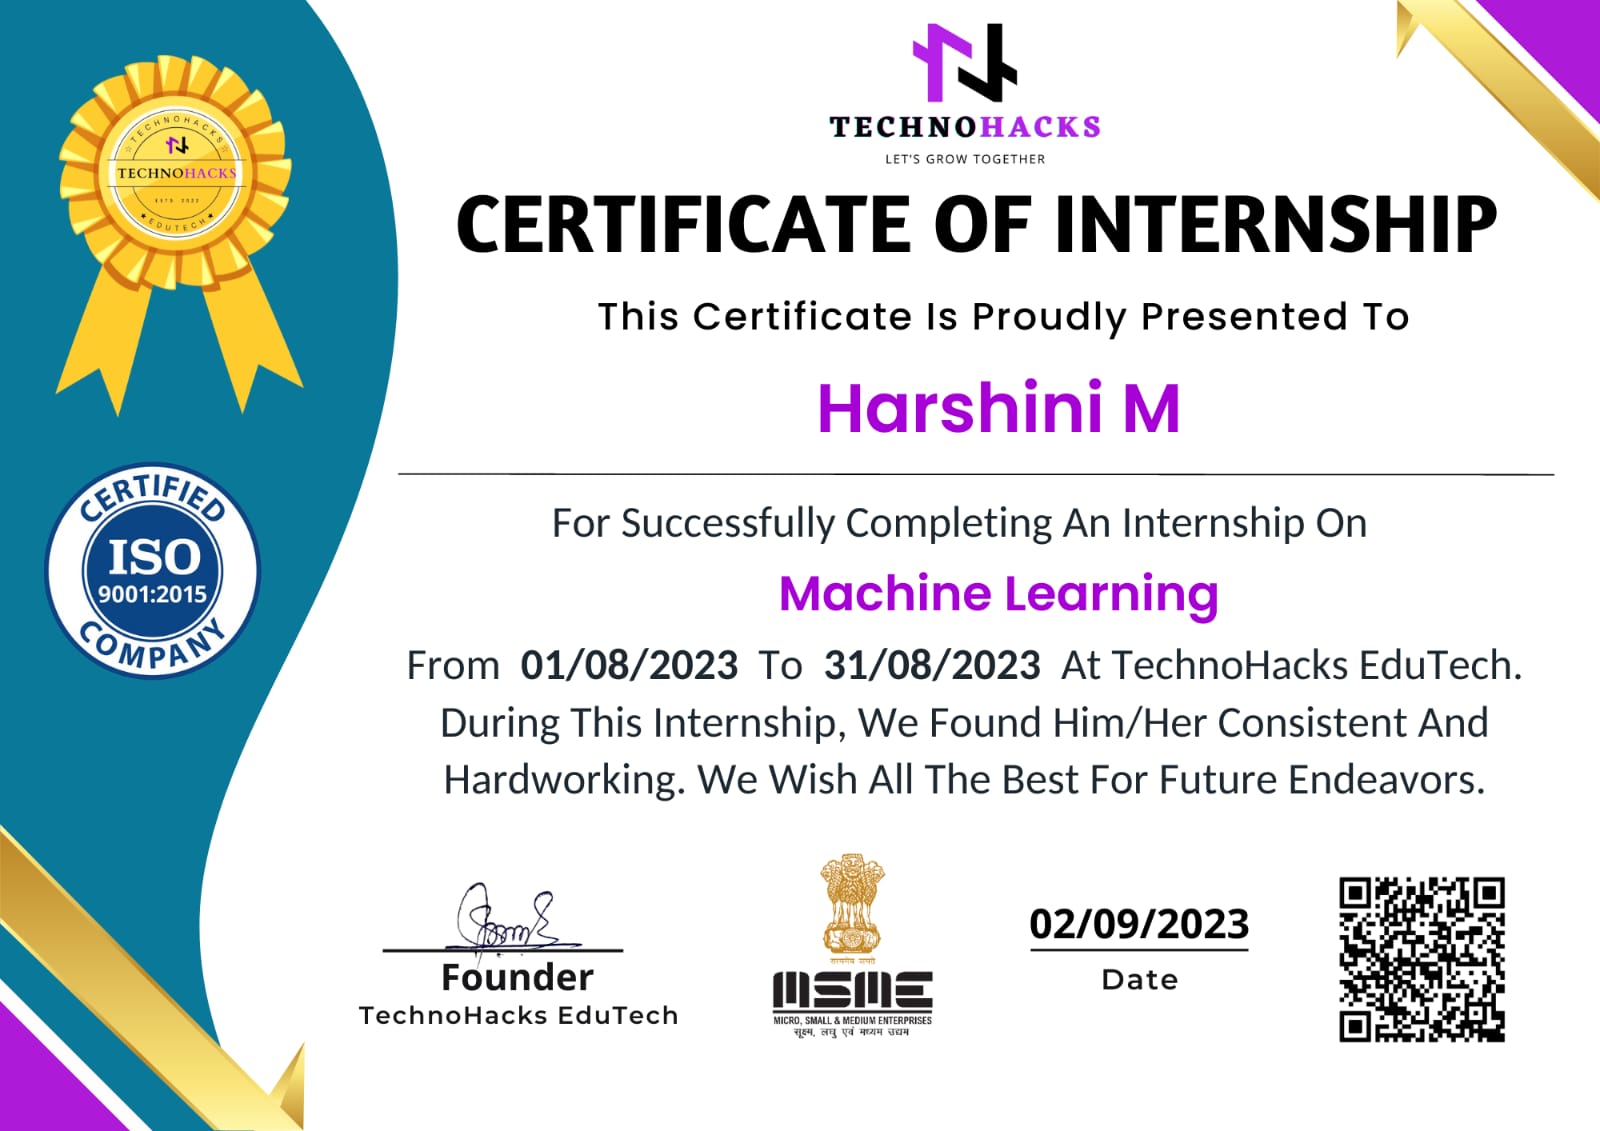 TECHNOHACKS
LET'S GROW TOGETHER
CERTIFICATE OF INTERNSHIP
This Certificate Is Proudly Presented To
Harshini M
For Successfully Completing An Internship On
Machine Learning
From 01/08/2023 To 31/08/2023 At TechnoHacks EduTech.
During This Internship, We Found Him/Her Consistent And
Hardworking. We Wish All The Best For Future Endeavors.
TECHNOHACKS
TECHNOHACKS
ESTD 2022
EDUTECH
CERTIFIED
ISO
9001:2015
COMPANY
Founder
TechnoHacks EduTech
सत्यमेव जयते
MSME
MICRO, SMALL & MEDIUM ENTERPRISES
सूक्ष्म, लघु एवं मध्यम उद्यम
02/09/2023
Date